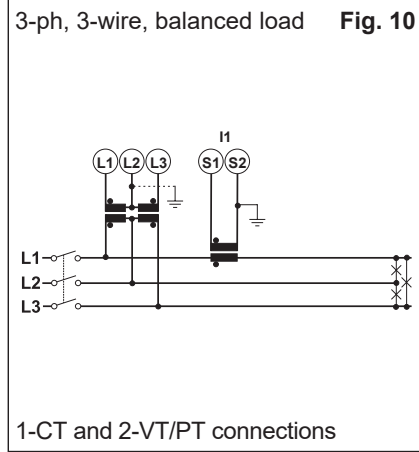 3-ph, 3-wire, balanced load Fig. 10
I1
L1 L2 L3 S1 S2
L1
L2
L3
1-CT and 2-VT/PT connections